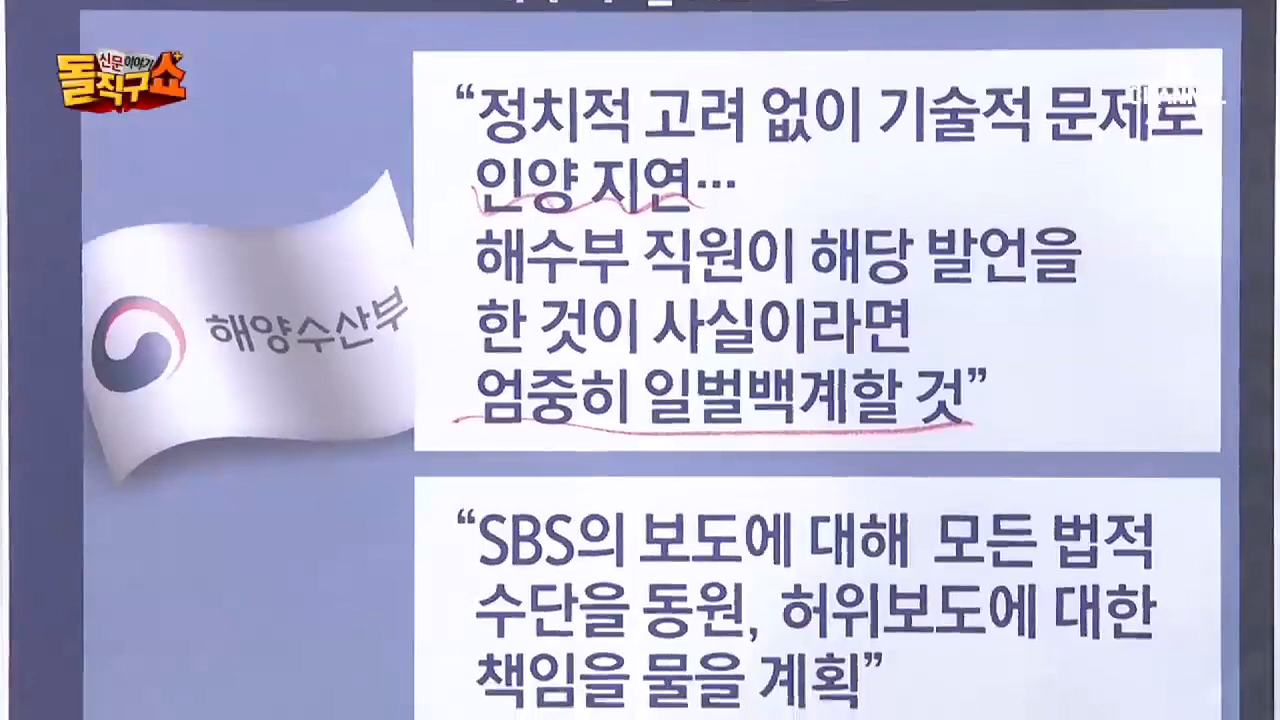 신문이야기
돌직구쇼+
CHANNEL
“정치적 고려 없이 기술적 문제로
인양 지연…
해수부 직원이 해당 발언을
한 것이 사실이라면
엄중히 일벌백계할 것”
해양수산부
“SBS의 보도에 대해 모든 법적
수단을 동원, 허위보도에 대한
책임을 물을 계획”